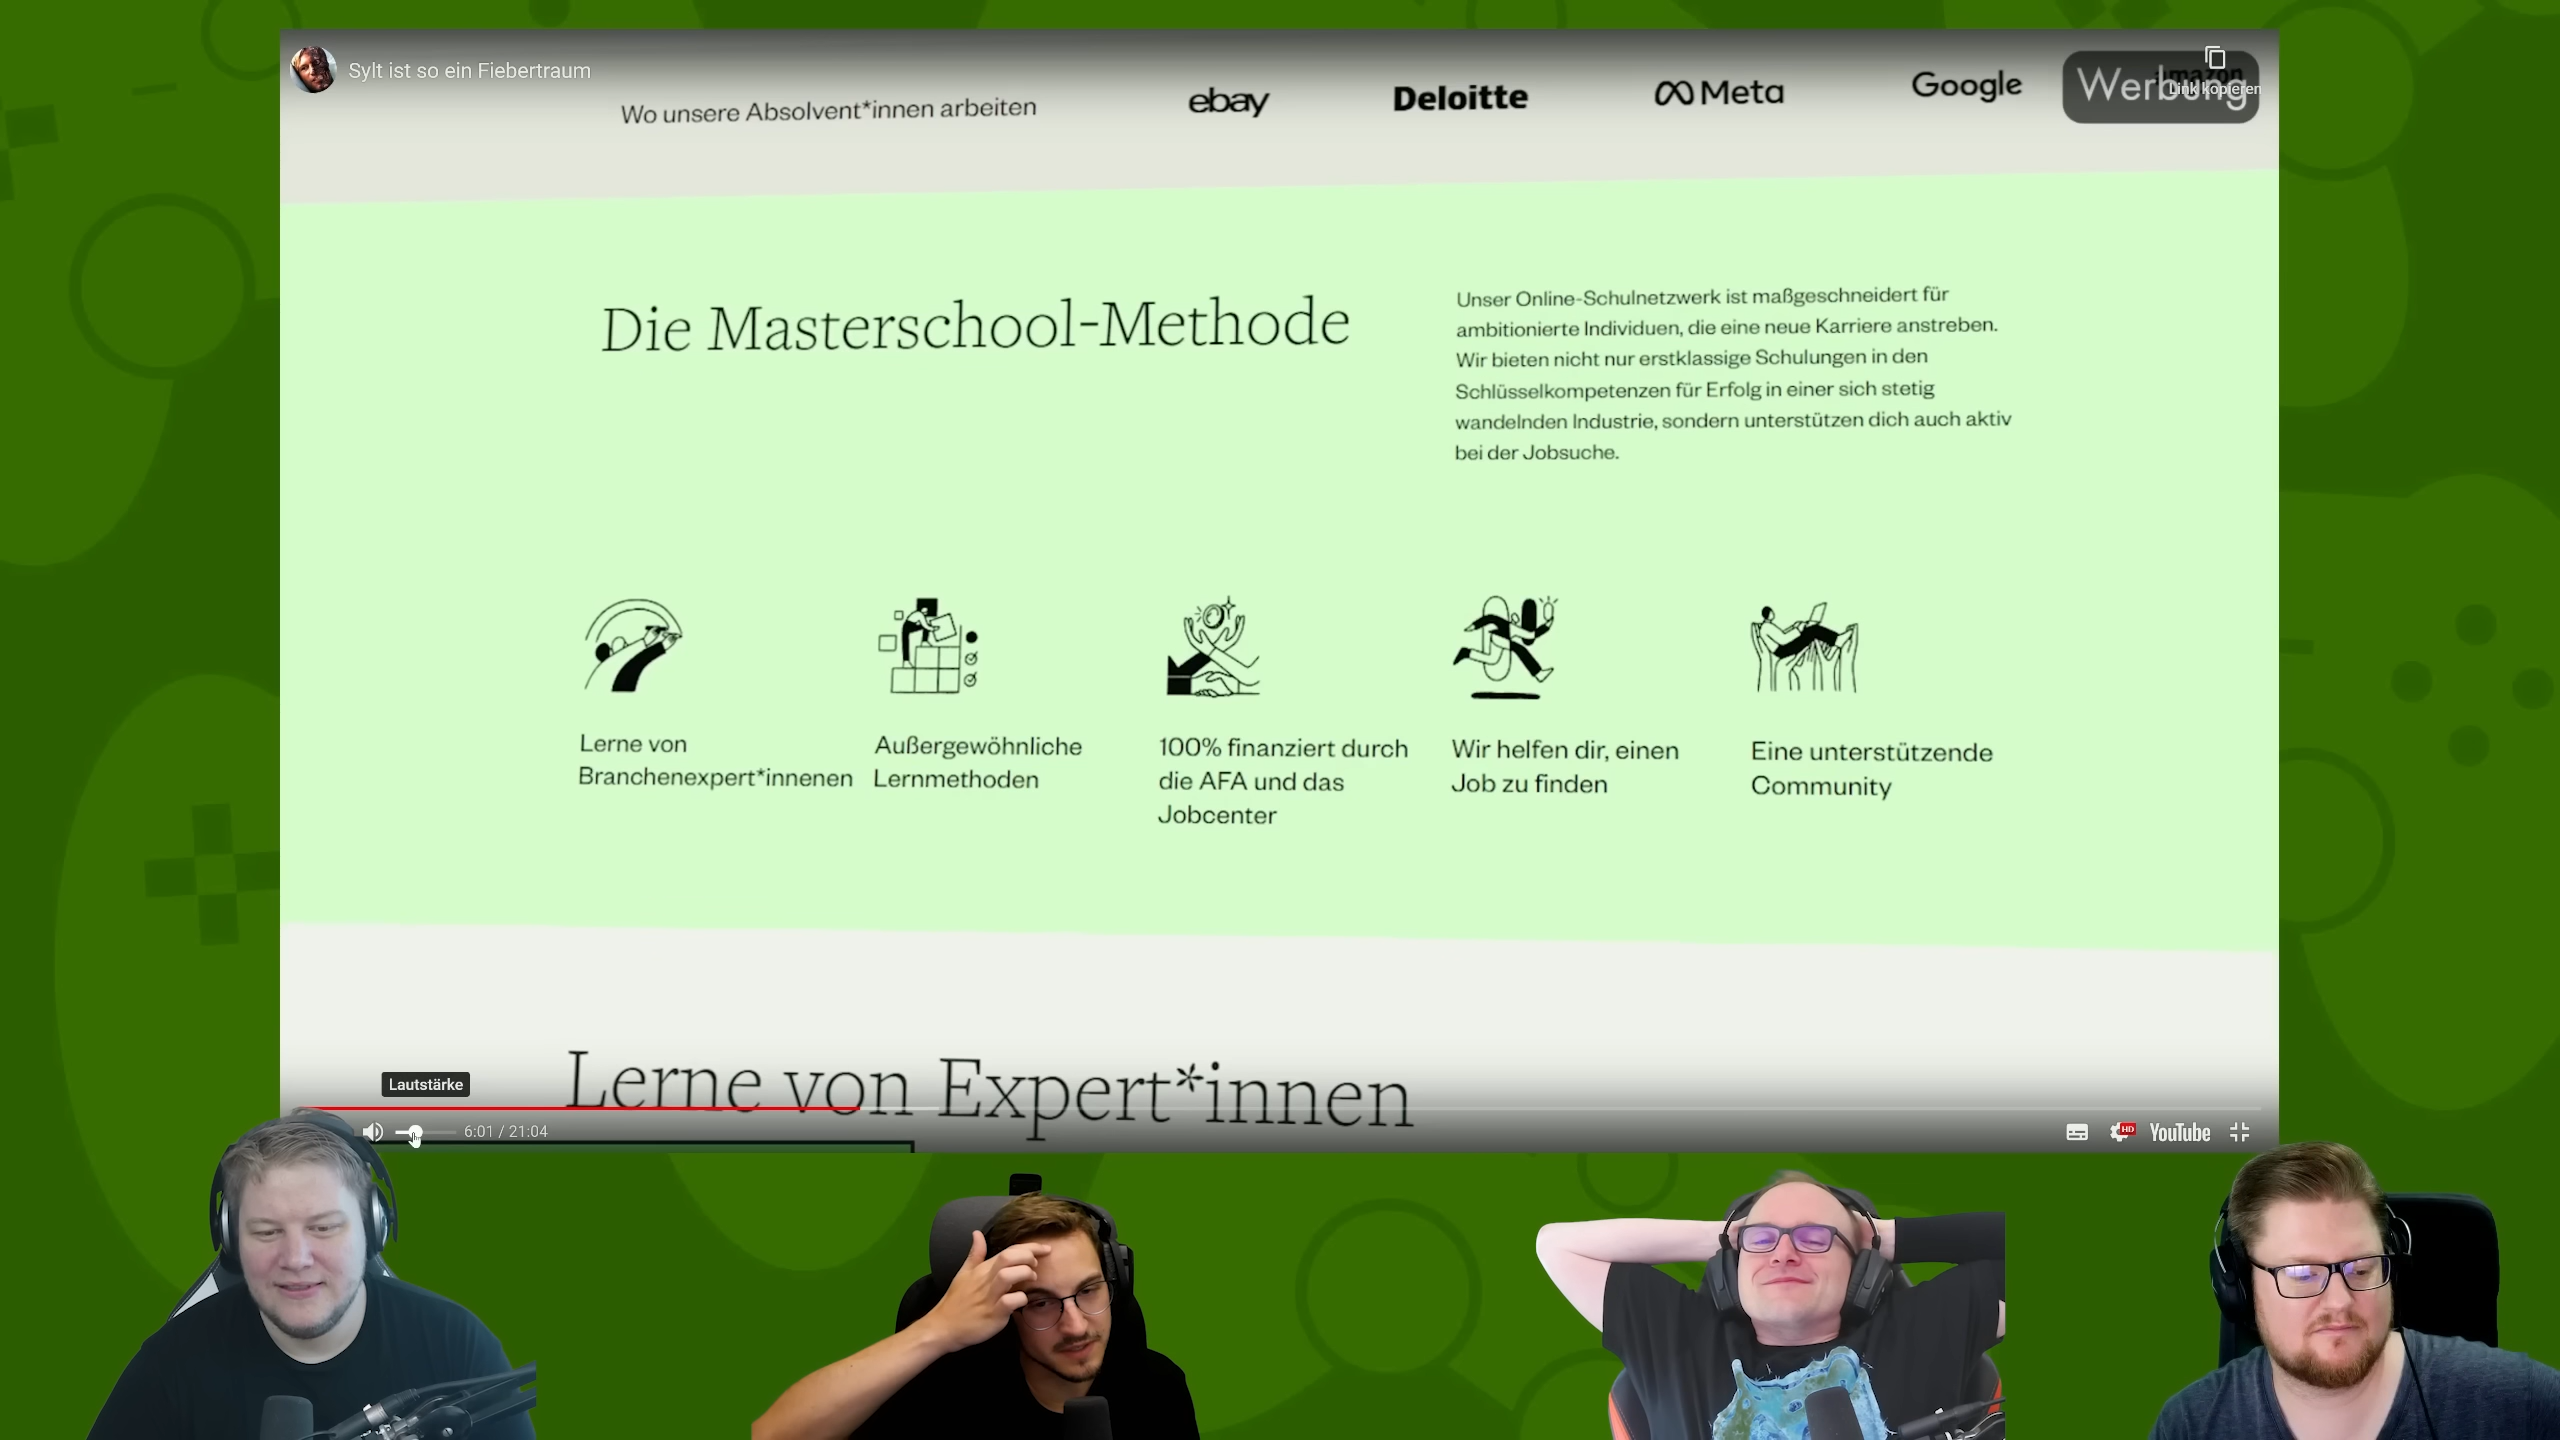 Sylt ist so ein Fiebertraum
Wo unsere Absolvent*innen arbeiten
ebay
Deloitte
Meta
Google
amazon
Werbung
Link kopieren
Die Masterschool-Methode
Unser Online-Schulnetzwerk ist maßgeschneidert für
ambitionierte Individuen, die eine neue Karriere anstreben.
Wir bieten nicht nur erstklassige Schulungen in den
Schlüsselkompetenzen für Erfolg in einer sich stetig
wandelnden Industrie, sondern unterstützen dich auch aktiv
bei der Jobsuche.
Lerne von
Branchenexpert*innenen
Außergewöhnliche
Lernmethoden
100% finanziert durch
die AFA und das
Jobcenter
Wir helfen dir, einen
Job zu finden
Eine unterstützende
Community
Lerne von Expert*innen
Lautstärke
6:01 / 21:04
HD
YouTube